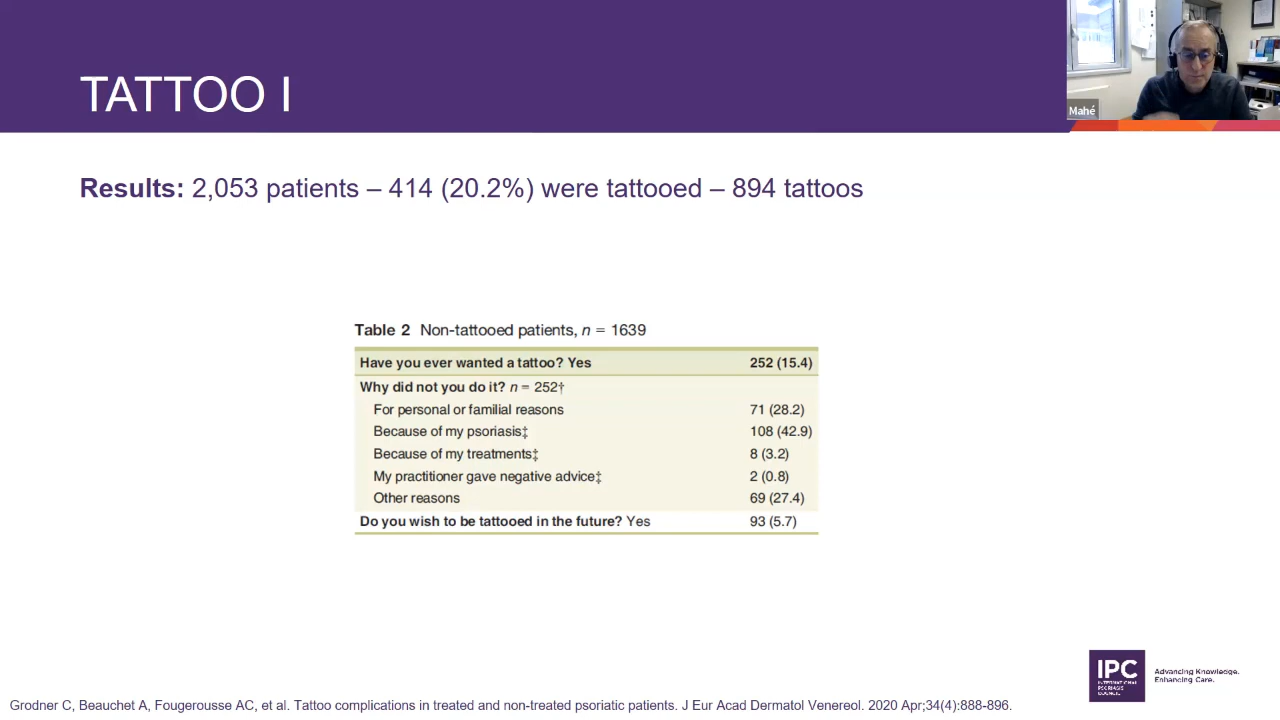 TATTOO I
Mahé
Results: 2,053 patients – 414 (20.2%) were tattooed – 894 tattoos
Table 2 Non-tattooed patients, n = 1639
Have you ever wanted a tattoo? Yes 252 (15.4)
Why did not you do it? n = 252†
For personal or familial reasons 71 (28.2)
Because of my psoriasis‡ 108 (42.9)
Because of my treatments‡ 8 (3.2)
My practitioner gave negative advice‡ 2 (0.8)
Other reasons 69 (27.4)
Do you wish to be tattooed in the future? Yes 93 (5.7)
IPC
INTERNATIONAL
PSORIASIS
COUNCIL
Advancing Knowledge.
Enhancing Care.
Grodner C, Beauchet A, Fougerousse AC, et al. Tattoo complications in treated and non-treated psoriatic patients. J Eur Acad Dermatol Venereol. 2020 Apr;34(4):888-896.